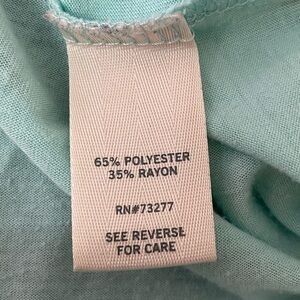 65% POLYESTER
35% RAYON
RN#73277
SEE REVERSE
FOR CARE